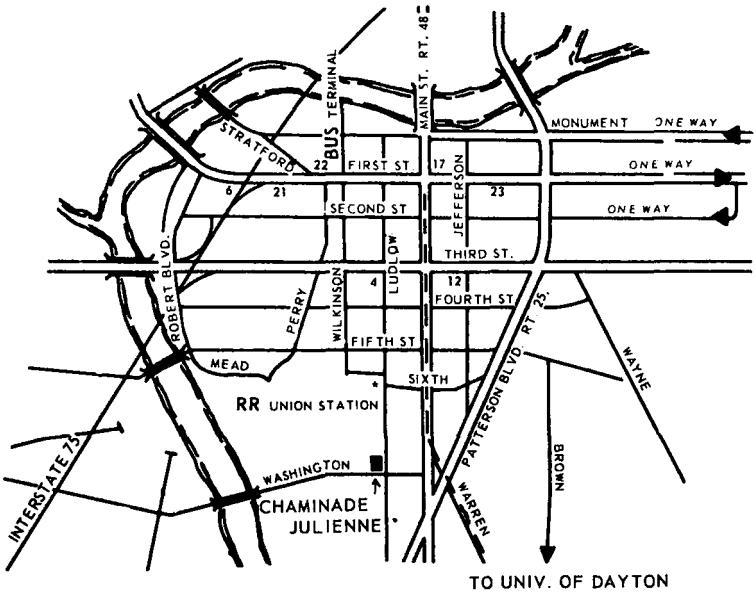 MAIN ST. RT. 48
BUS TERMINAL
MONUMENT ONE WAY
STRATFORD
22 FIRST ST. 17
ONE WAY
6 21 23
JEFFERSON
SECOND ST
ONE WAY
ROBERT BLVD.
THIRD ST.
WILKINSON
LUDLOW
4 12
PERRY
FOURTH ST.
PATTERSON BLVD. RT. 25.
FIFTH ST
MEAD
SIXTH
WAYNE
*
RR UNION STATION
INTERSTATE 75
WASHINGTON
BROWN
WARREN
CHAMINADE
JULIENNE
TO UNIV. OF DAYTON